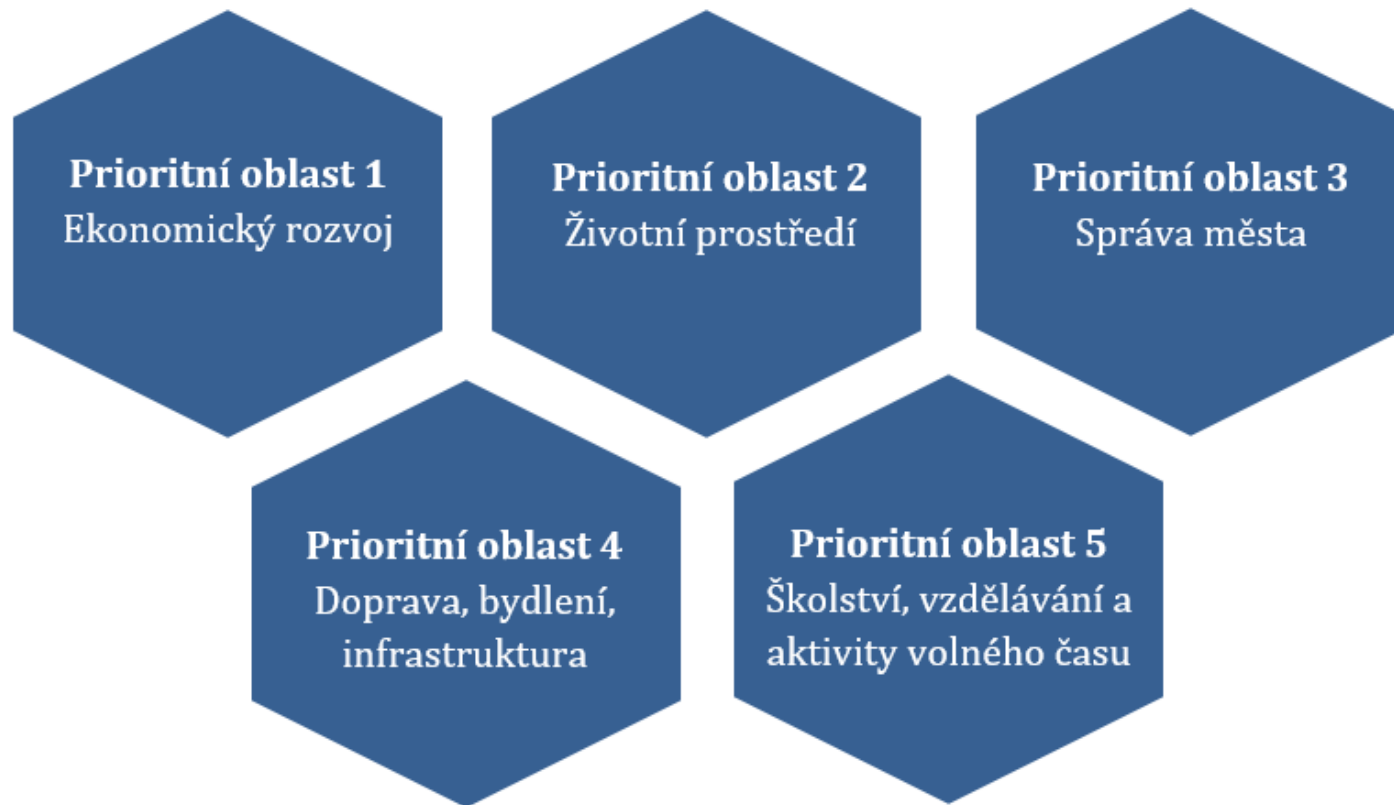 Prioritní oblast 1
Ekonomický rozvoj
Prioritní oblast 2
Životní prostředí
Prioritní oblast 3
Správa města
Prioritní oblast 4
Doprava, bydlení,
infrastruktura
Prioritní oblast 5
Školství, vzdělávání a
aktivity volného času